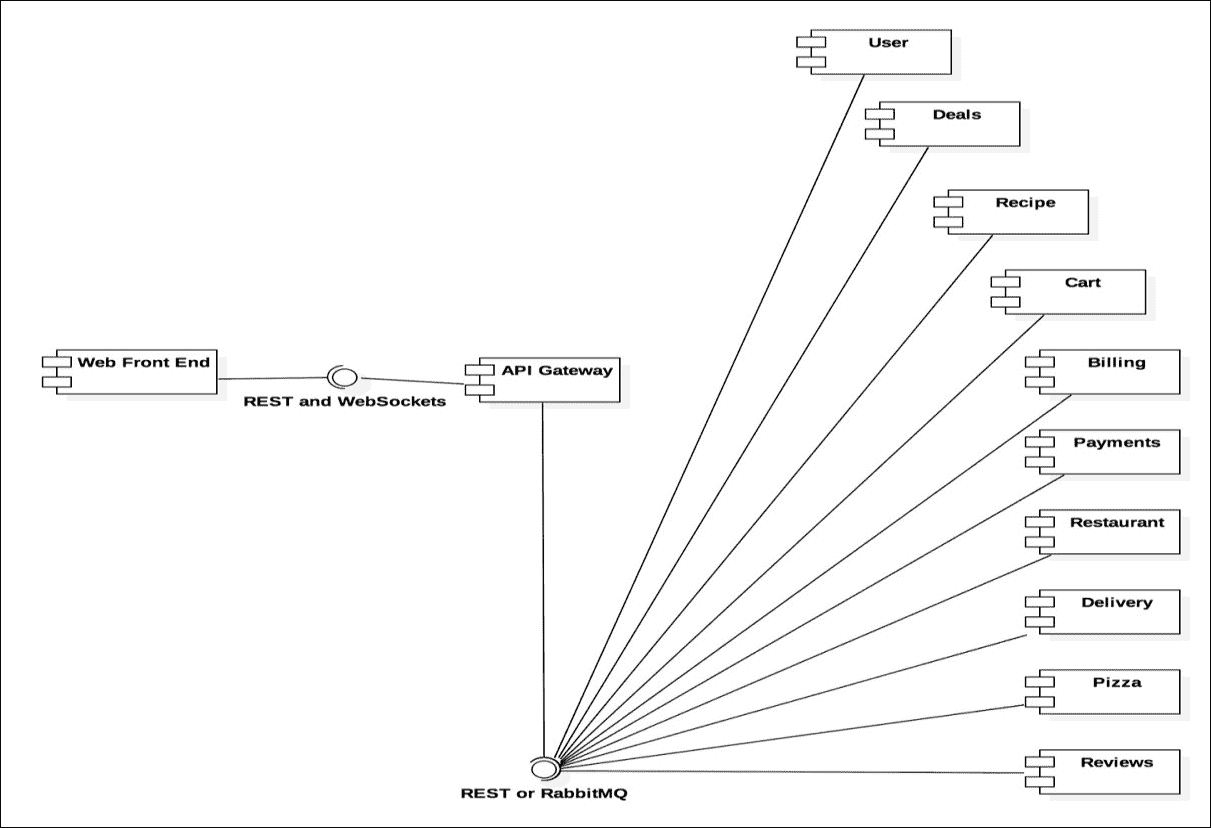 User
Deals
Recipe
Cart
Web Front End
API Gateway
Billing
REST and WebSockets
Payments
Restaurant
Delivery
Pizza
Reviews
REST or RabbitMQ